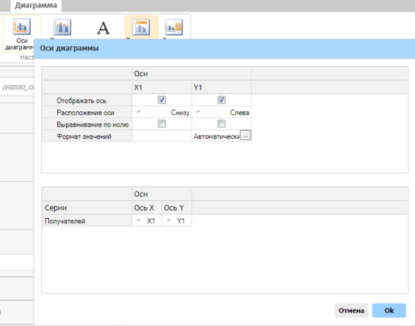 Диаграмма
A
Оси
диаграмм
Наст
Оси диаграммы
Оси
X1 Y1
Отображать ось
Расположение оси Снизу Слева
Выравнивание по нолю
Формат значений Автоматически ...
Оси
Серии Ось X Ось Y
Получателей X1 Y1
Отмена Ok